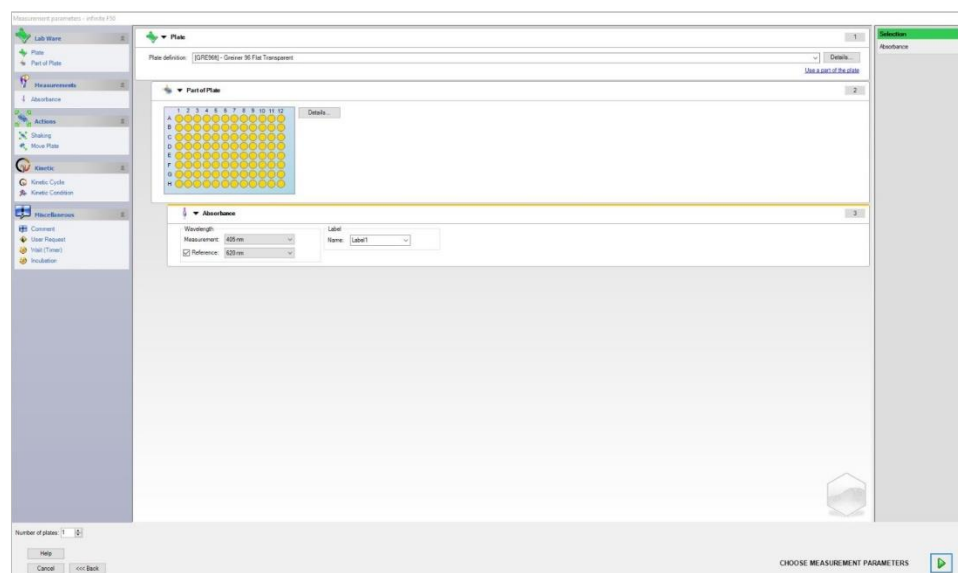 Measurement parameters - infinite F50
Lab Ware
Plate
Part of Plate
Measurements
Absorbance
Actions
Shaking
Move Plate
Kinetic
Kinetic Cycle
Kinetic Condition
Miscellaneous
Comment
User Request
Wait (Timer)
Incubation
Plate 1
Plate definition: [GRE96ft] - Greiner 96 Flat Transparent Details...
Use a part of the plate
Part of Plate 2
1 2 3 4 5 6 7 8 9 10 11 12
A
B
C
D
E
F
G
H
Details...
Absorbance 3
Wavelength
Measurement: 405 nm
Reference: 620 nm
Label
Name: Label1
Selection
Absorbance
Number of plates: 1
Help
Cancel <<< Back
CHOOSE MEASUREMENT PARAMETERS